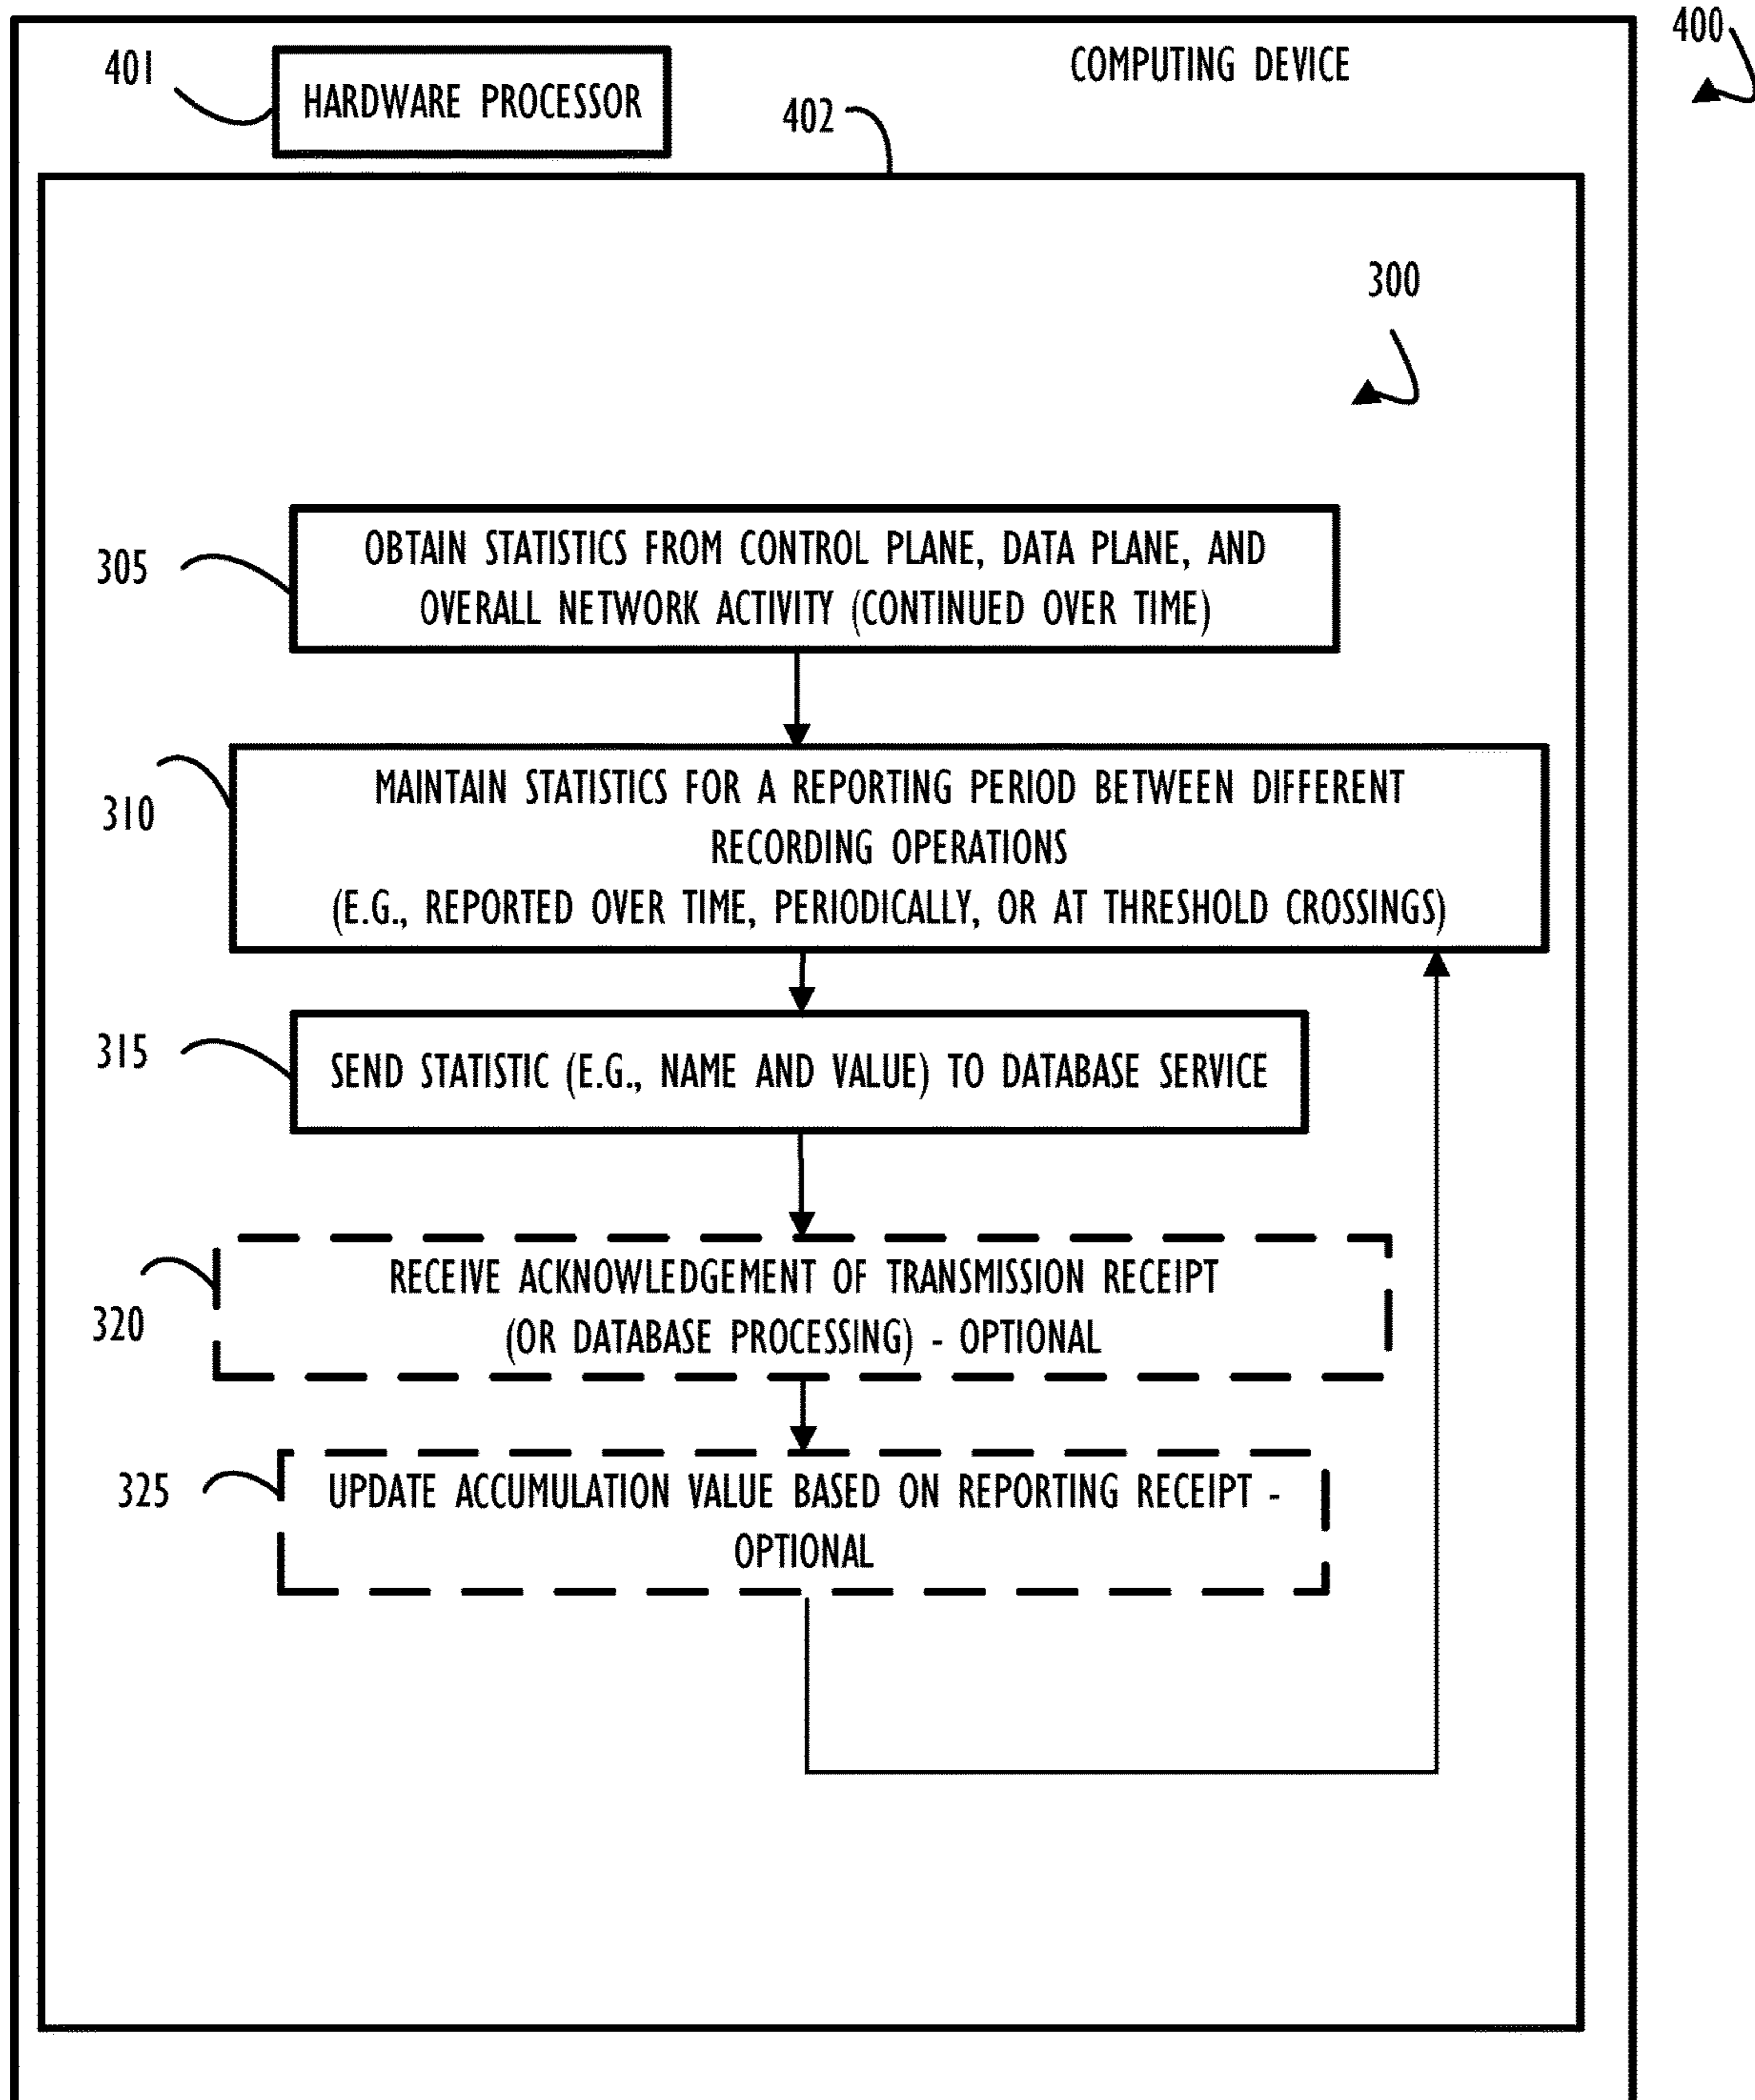 400
COMPUTING DEVICE
401
HARDWARE PROCESSOR
402
300
305
OBTAIN STATISTICS FROM CONTROL PLANE, DATA PLANE, AND
OVERALL NETWORK ACTIVITY (CONTINUED OVER TIME)
310
MAINTAIN STATISTICS FOR A REPORTING PERIOD BETWEEN DIFFERENT
RECORDING OPERATIONS
(E.G., REPORTED OVER TIME, PERIODICALLY, OR AT THRESHOLD CROSSINGS)
315
SEND STATISTIC (E.G., NAME AND VALUE) TO DATABASE SERVICE
320
RECEIVE ACKNOWLEDGEMENT OF TRANSMISSION RECEIPT
(OR DATABASE PROCESSING) - OPTIONAL
325
UPDATE ACCUMULATION VALUE BASED ON REPORTING RECEIPT -
OPTIONAL